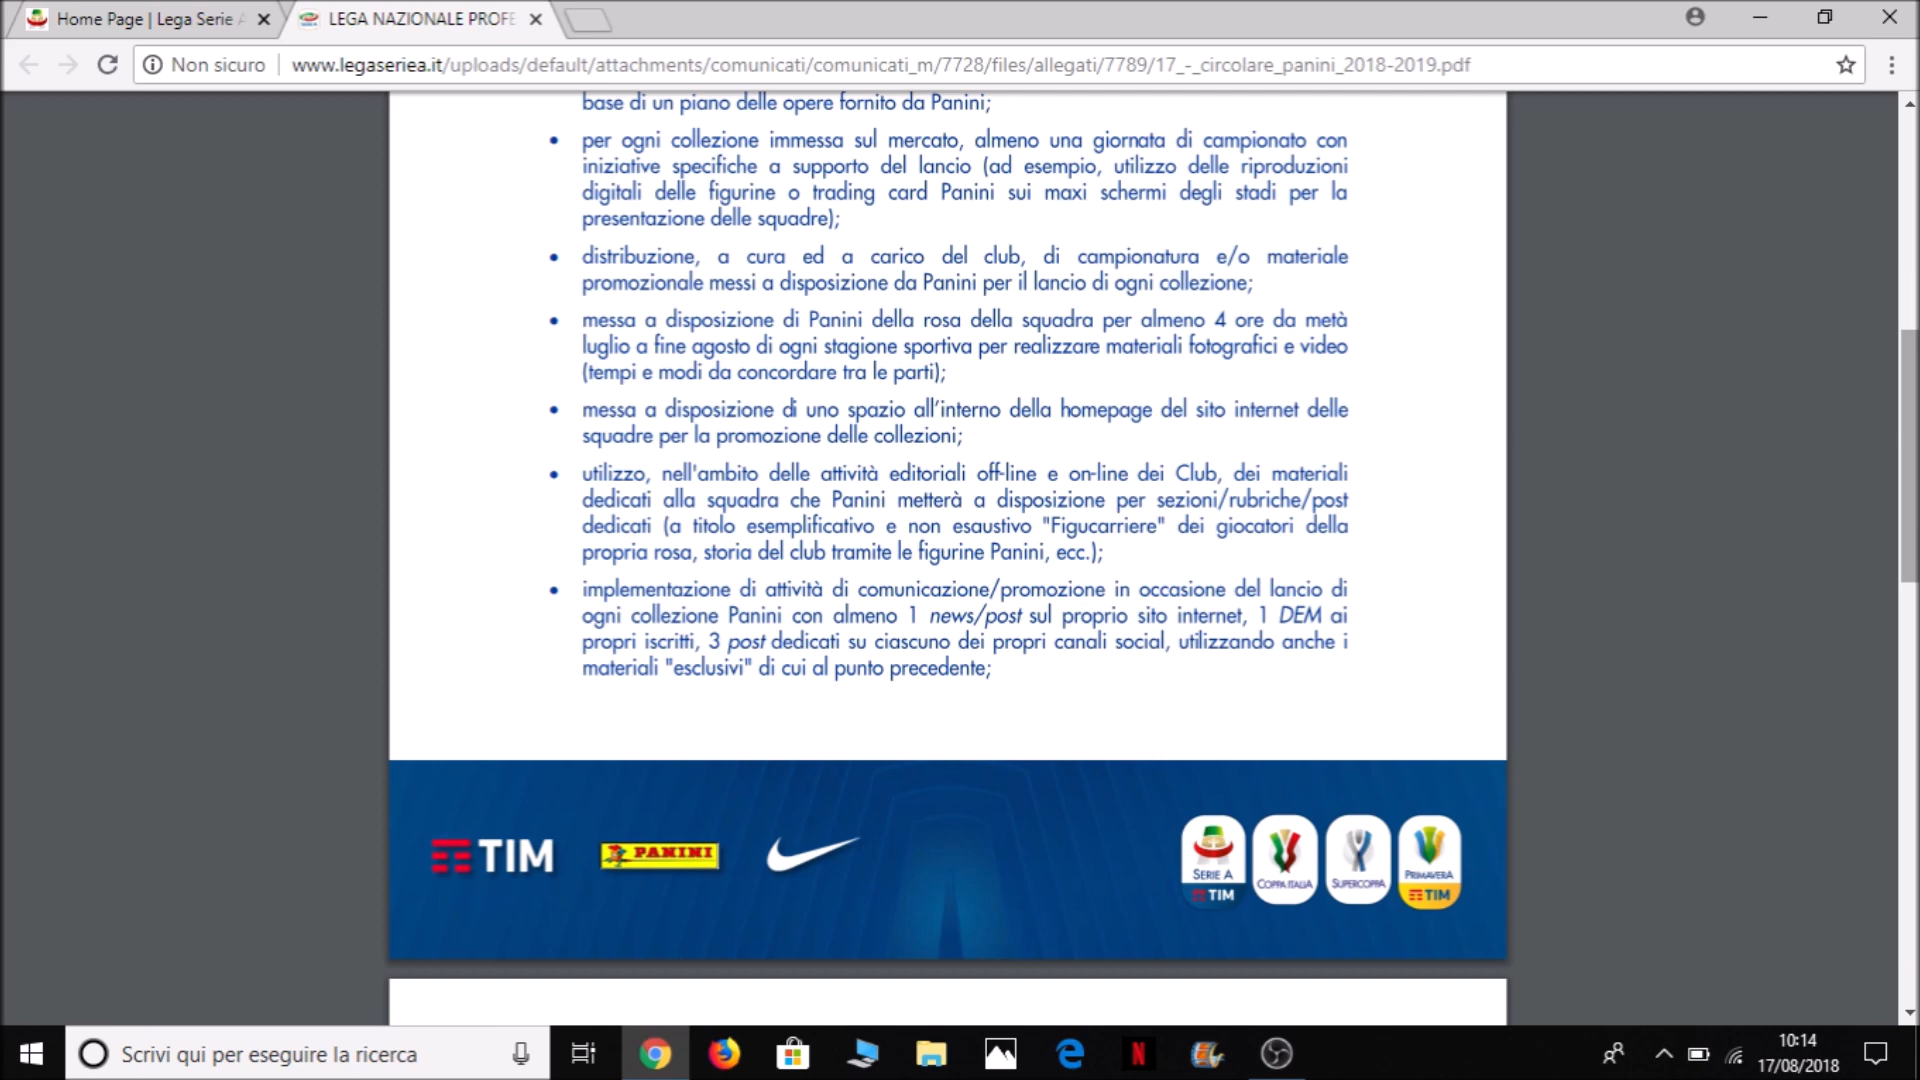 Home Page | Lega Serie A
LEGA NAZIONALE PROFE
Non sicuro
www.legaseriea.it/uploads/default/attachments/comunicati/comunicati_m/7728/files/allegati/7789/17_-_circolare_panini_2018-2019.pdf
base di un piano delle opere fornito da Panini;
• per ogni collezione immessa sul mercato, almeno una giornata di campionato con
iniziative specifiche a supporto del lancio (ad esempio, utilizzo delle riproduzioni
digitali delle figurine o trading card Panini sui maxi schermi degli stadi per la
presentazione delle squadre);
• distribuzione, a cura ed a carico del club, di campionatura e/o materiale
promozionale messi a disposizione da Panini per il lancio di ogni collezione;
• messa a disposizione di Panini della rosa della squadra per almeno 4 ore da metà
luglio a fine agosto di ogni stagione sportiva per realizzare materiali fotografici e video
(tempi e modi da concordare tra le parti);
• messa a disposizione di uno spazio all’interno della homepage del sito internet delle
squadre per la promozione delle collezioni;
• utilizzo, nell'ambito delle attività editoriali off-line e on-line dei Club, dei materiali
dedicati alla squadra che Panini metterà a disposizione per sezioni/rubriche/post
dedicati (a titolo esemplificativo e non esaustivo "Figucarriere" dei giocatori della
propria rosa, storia del club tramite le figurine Panini, ecc.);
• implementazione di attività di comunicazione/promozione in occasione del lancio di
ogni collezione Panini con almeno 1 news/post sul proprio sito internet, 1 DEM ai
propri iscritti, 3 post dedicati su ciascuno dei propri canali social, utilizzando anche i
materiali "esclusivi" di cui al punto precedente;
TIM
PANINI
SERIE A
TIM
COPPA ITALIA
SUPERCOPPA
PRIMAVERA
TIM
Scrivi qui per eseguire la ricerca
10:14
17/08/2018